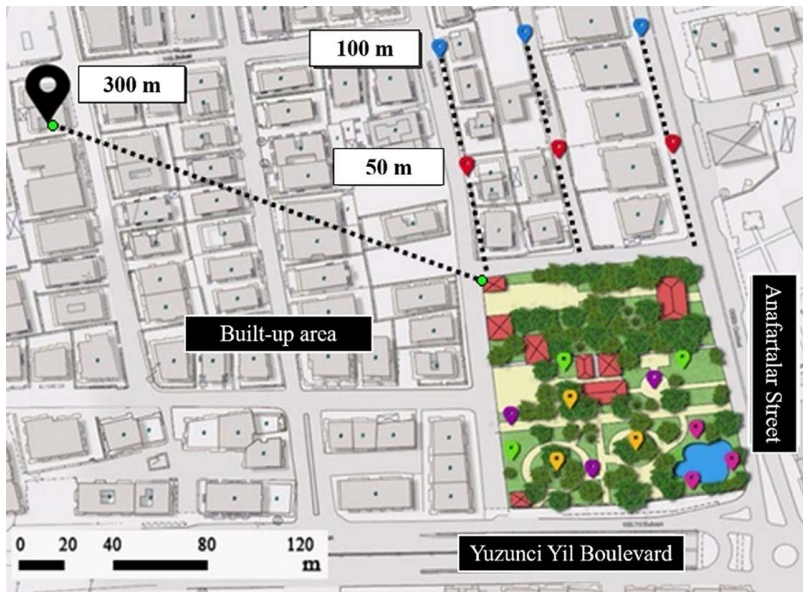 100 m
300 m
50 m
Built-up area
Anafartalar Street
0 20 40 80 120
m
Yuzunci Yil Boulevard